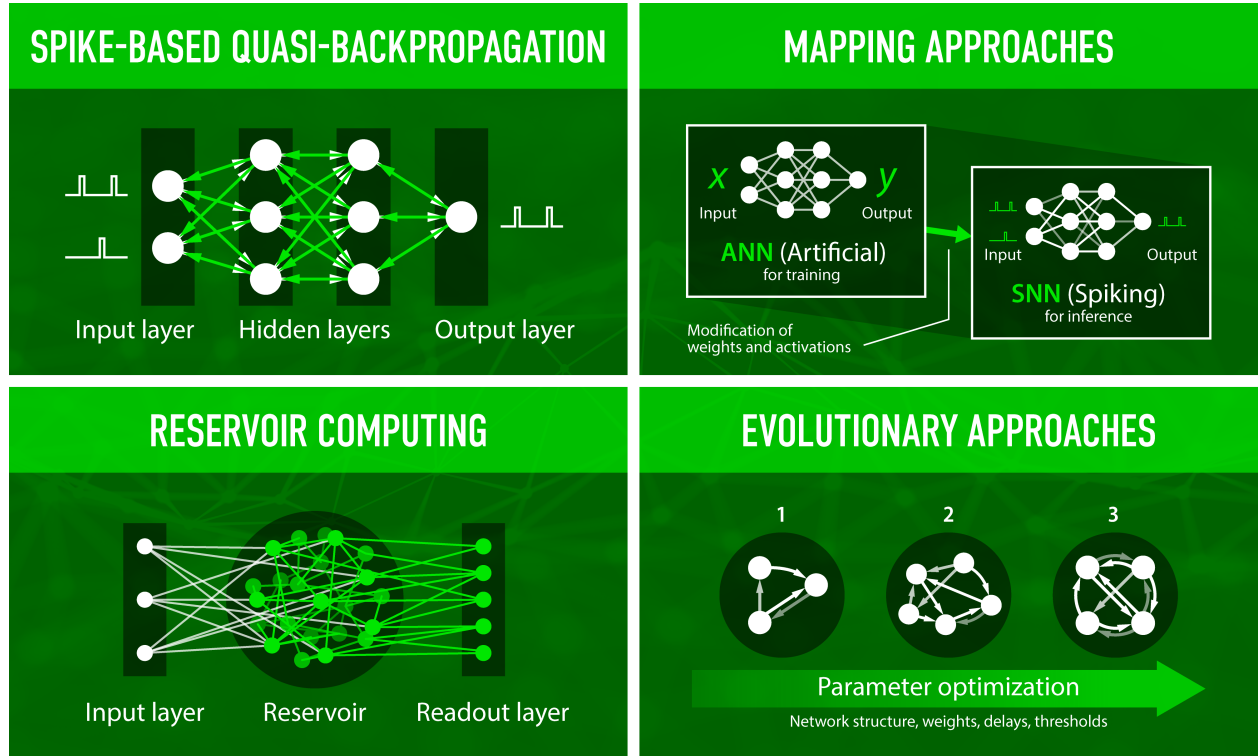 SPIKE-BASED QUASI-BACKPROPAGATION
Input layer
Hidden layers
Output layer
MAPPING APPROACHES
x
y
Input
Output
ANN (Artificial)
for training
Input
Output
SNN (Spiking)
for inference
Modification of
weights and activations
RESERVOIR COMPUTING
Input layer
Reservoir
Readout layer
EVOLUTIONARY APPROACHES
1
2
3
Parameter optimization
Network structure, weights, delays, thresholds